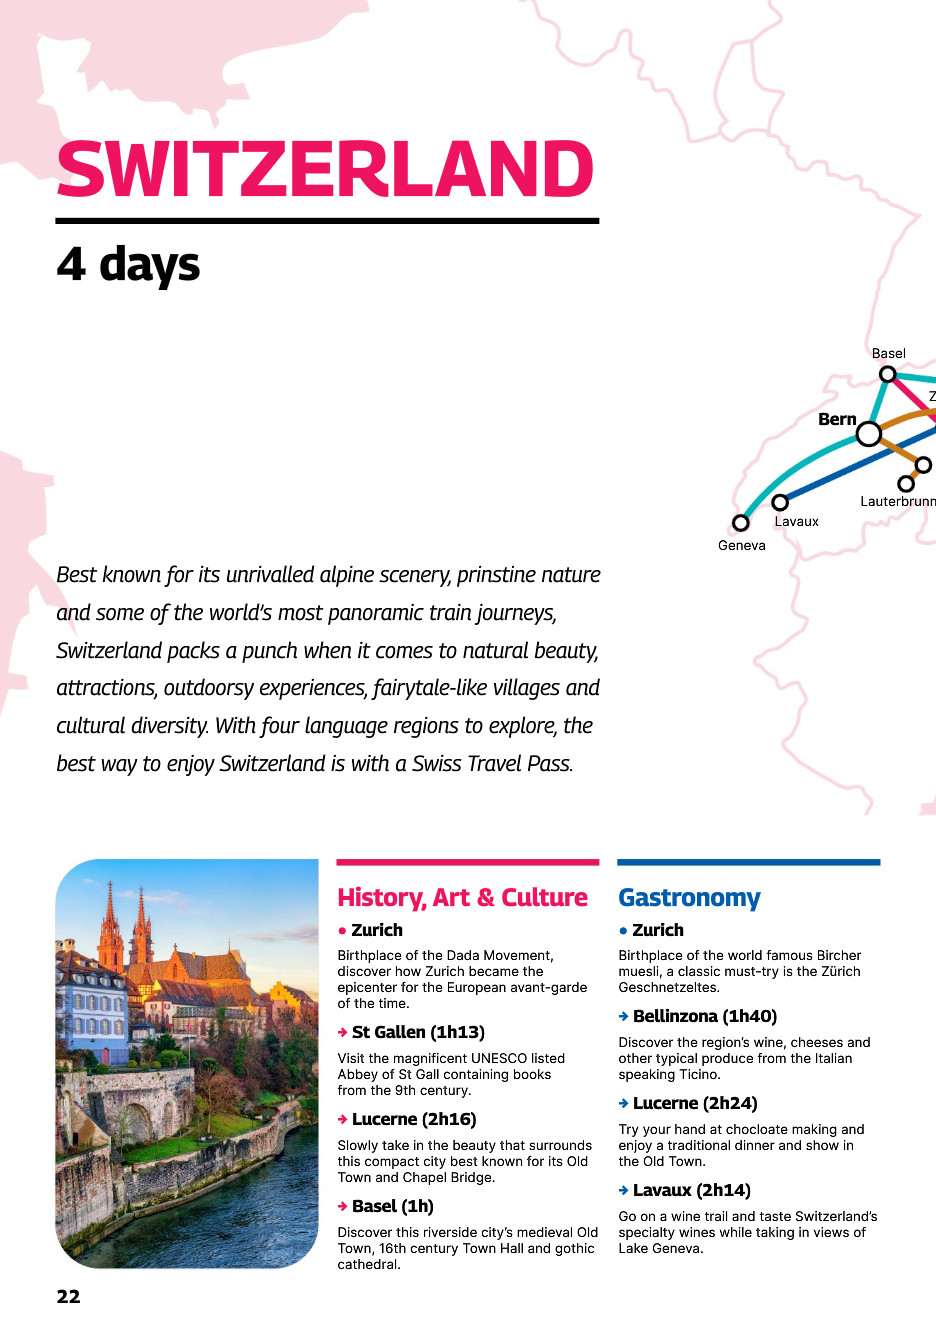 SWITZERLAND
4 days
Basel
Z
Bern
Lauterbrunn
Lavaux
Geneva
Best known for its unrivalled alpine scenery, prinstine nature
and some of the world's most panoramic train journeys,
Switzerland packs a punch when it comes to natural beauty,
attractions, outdoorsy experiences, fairytale-like villages and
cultural diversity. With four language regions to explore, the
best way to enjoy Switzerland is with a Swiss Travel Pass.
History, Art & Culture
• Zurich
Birthplace of the Dada Movement,
discover how Zurich became the
epicenter for the European avant-garde
of the time.
→ St Gallen (1h13)
Visit the magnificent UNESCO listed
Abbey of St Gall containing books
from the 9th century.
→ Lucerne (2h16)
Slowly take in the beauty that surrounds
this compact city best known for its Old
Town and Chapel Bridge.
→ Basel (1h)
Discover this riverside city's medieval Old
Town, 16th century Town Hall and gothic
cathedral.
Gastronomy
• Zurich
Birthplace of the world famous Bircher
muesli, a classic must-try is the Zürich
Geschnetzeltes.
→ Bellinzona (1h40)
Discover the region's wine, cheeses and
other typical produce from the Italian
speaking Ticino.
→ Lucerne (2h24)
Try your hand at chocloate making and
enjoy a traditional dinner and show in
the Old Town.
→ Lavaux (2h14)
Go on a wine trail and taste Switzerland's
specialty wines while taking in views of
Lake Geneva.
22